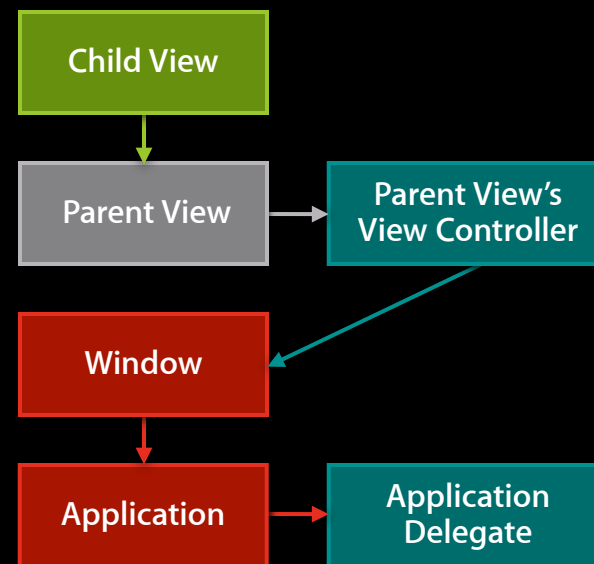 Child View
Parent View
Parent View’s
View Controller
Window
Application
Application
Delegate